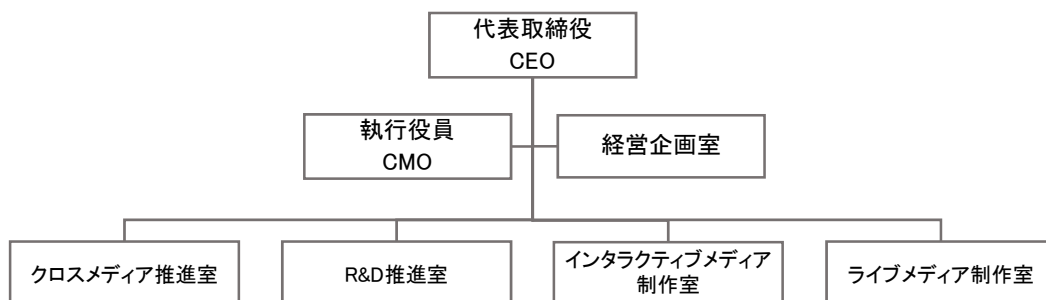 代表取締役
CEO
執行役員
CMO
経営企画室
クロスメディア推進室
R&D推進室
インタラクティブメディア
制作室
ライブメディア制作室